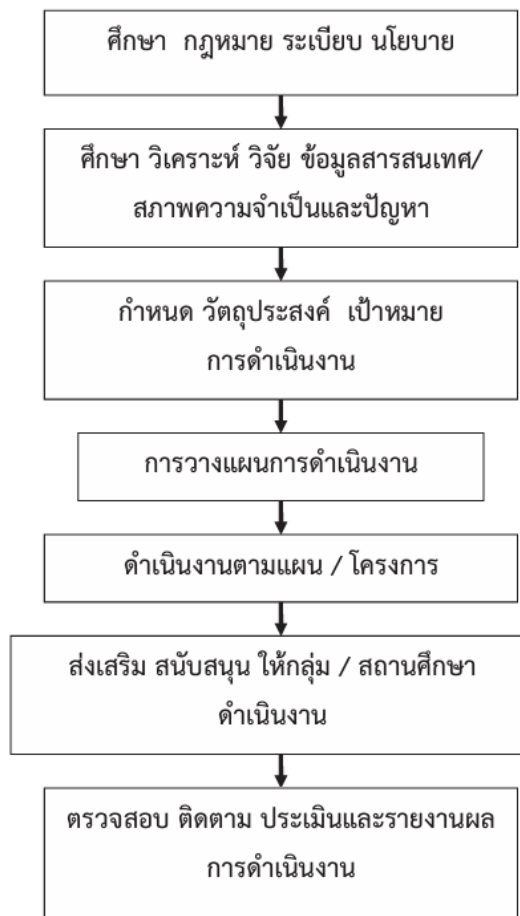 ศึกษา กฎหมาย ระเบียบ นโยบาย
ศึกษา วิเคราะห์ วิจัย ข้อมูลสารสนเทศ/
สภาพความจำเป็นและปัญหา
กำหนด วัตถุประสงค์ เป้าหมาย
การดำเนินงาน
การวางแผนการดำเนินงาน
ดำเนินงานตามแผน / โครงการ
ส่งเสริม สนับสนุน ให้กลุ่ม / สถานศึกษา
ดำเนินงาน
ตรวจสอบ ติดตาม ประเมินและรายงานผล
การดำเนินงาน